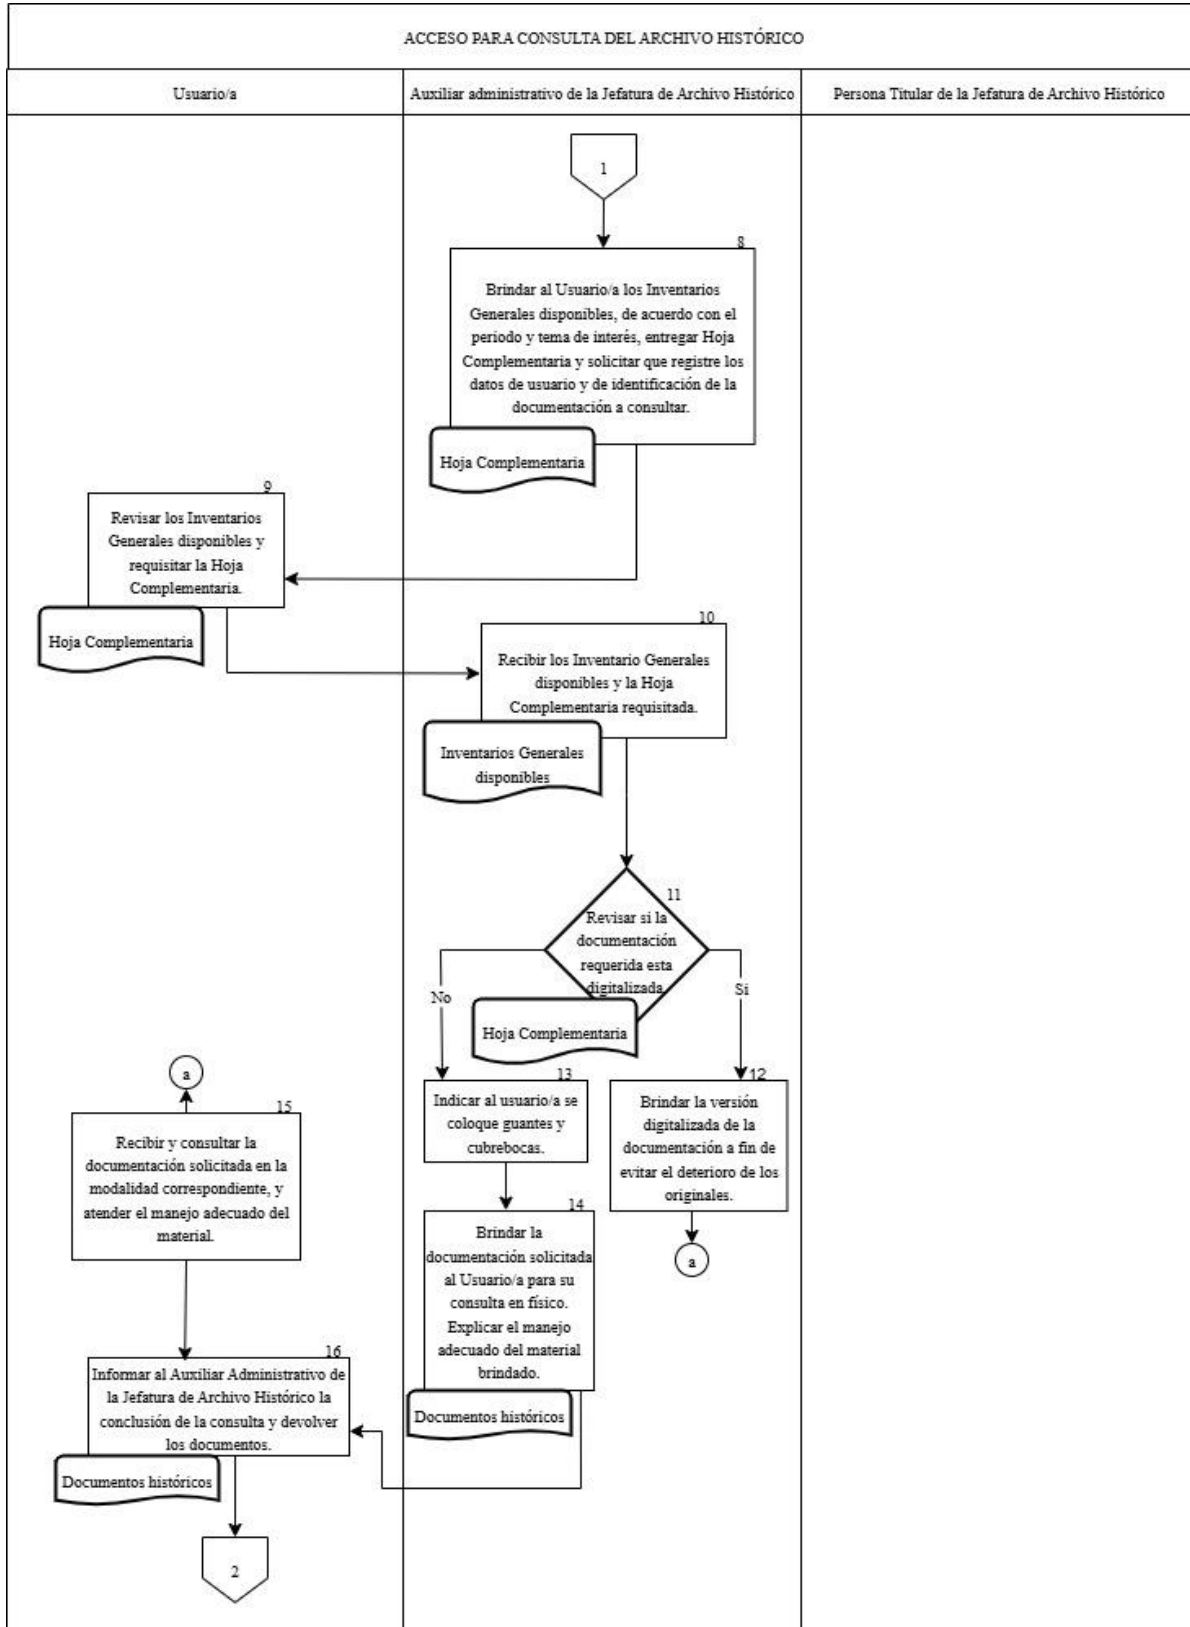 ACCESO PARA CONSULTA DEL ARCHIVO HISTÓRICO
Usuario/a
Auxiliar administrativo de la Jefatura de Archivo Histórico
Persona Titular de la Jefatura de Archivo Histórico
1
8
Brindar al Usuario/a los Inventarios
Generales disponibles, de acuerdo con el
periodo y tema de interés, entregar Hoja
Complementaria y solicitar que registre los
datos de usuario y de identificación de la
documentación a consultar.
Hoja Complementaria
9
Revisar los Inventarios
Generales disponibles y
requisitar la Hoja
Complementaria.
Hoja Complementaria
10
Recibir los Inventario Generales
disponibles y la Hoja
Complementaria requisitada.
Inventarios Generales
disponibles
11
Revisar si la
documentación
requerida esta
digitalizada
No
Si
Hoja Complementaria
13
Indicar al usuario/a se
coloque guantes y
cubrebocas.
12
Brindar la versión
digitalizada de la
documentación a fin de
evitar el deterioro de los
originales.
a
a
15
Recibir y consultar la
documentación solicitada en la
modalidad correspondiente, y
atender el manejo adecuado del
material.
14
Brindar la
documentación solicitada
al Usuario/a para su
consulta en físico.
Explicar el manejo
adecuado del material
brindado.
Documentos históricos
16
Informar al Auxiliar Administrativo de
la Jefatura de Archivo Histórico la
conclusión de la consulta y devolver
los documentos.
Documentos históricos
2